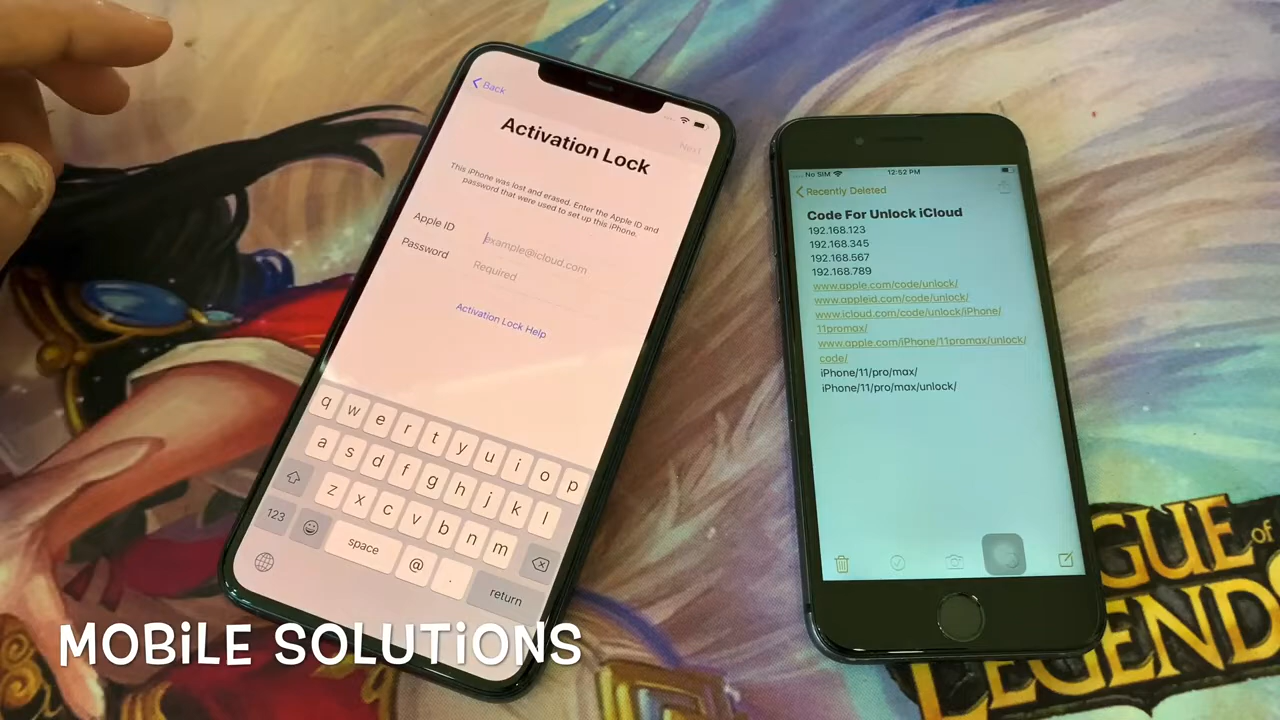 Back
Next
Activation Lock
This iPhone was lost and erased. Enter the Apple ID and
password that were used to set up this iPhone.
Apple ID
example@icloud.com
Password
Required
Activation Lock Help
q w e r t y u i o p
a s d f g h j k l
z x c v b n m
123
space
@
.
return
No SIM
12:52 PM
Recently Deleted
Code For Unlock iCloud
192.168.123
192.168.345
192.168.567
192.168.789
www.apple.com/code/unlock/
www.appleid.com/code/unlock/
www.icloud.com/code/unlock/iPhone/
11promax/
www.apple.com/iPhone/11promax/unlock/
code/
iPhone/11/pro/max/
iPhone/11/pro/max/unlock/
GUE of
LEGENDS
MOBiLE SOLUTiONS